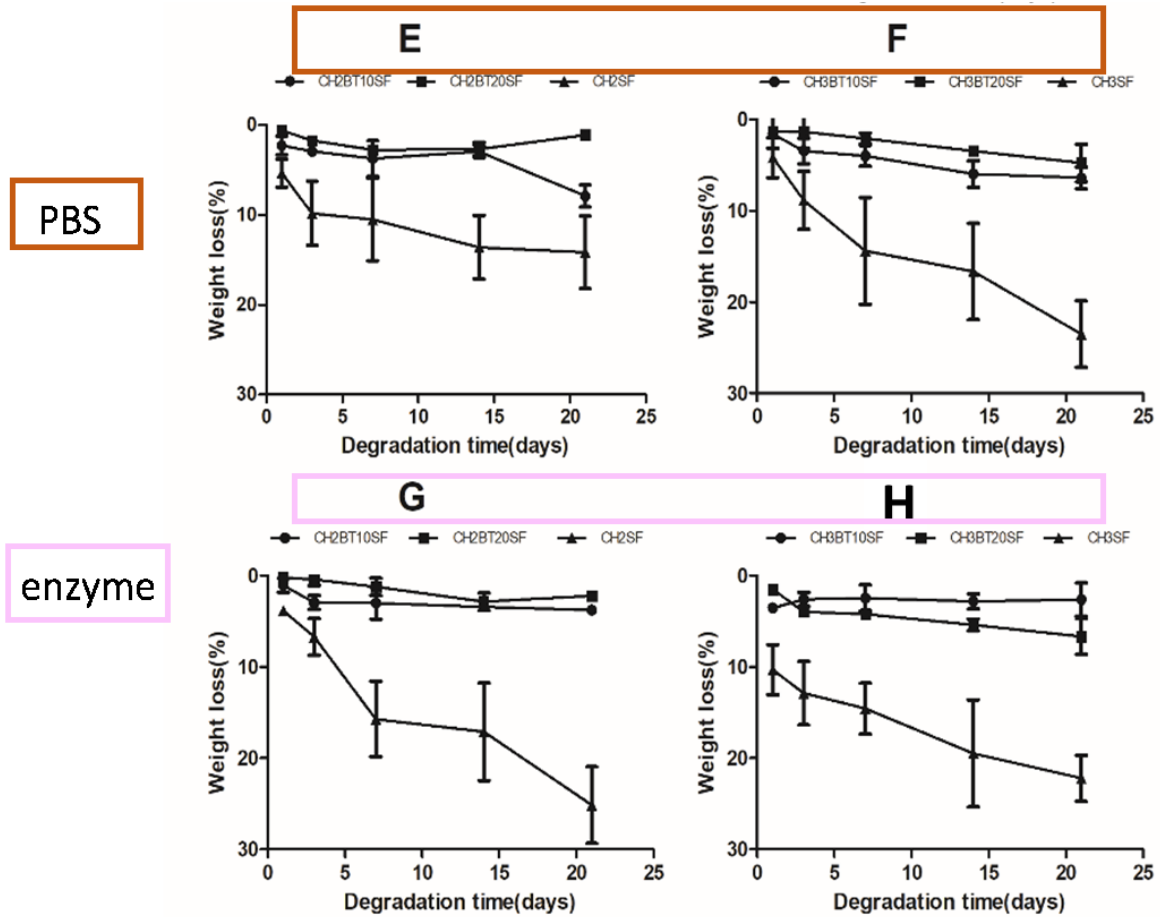 E F
CH2BT10SF CH2BT20SF CH2SF
CH3BT10SF CH3BT20SF CH3SF
PBS
Weight loss(%)
0
10
20
30
0 5 10 15 20 25
Degradation time(days)
Weight loss(%)
0
10
20
30
0 5 10 15 20 25
Degradation time(days)
G H
CH2BT10SF CH2BT20SF CH2SF
CH3BT10SF CH3BT20SF CH3SF
enzyme
Weight loss(%)
0
10
20
30
0 5 10 15 20 25
Degradation time(days)
Weight loss(%)
0
10
20
30
0 5 10 15 20 25
Degradation time(days)